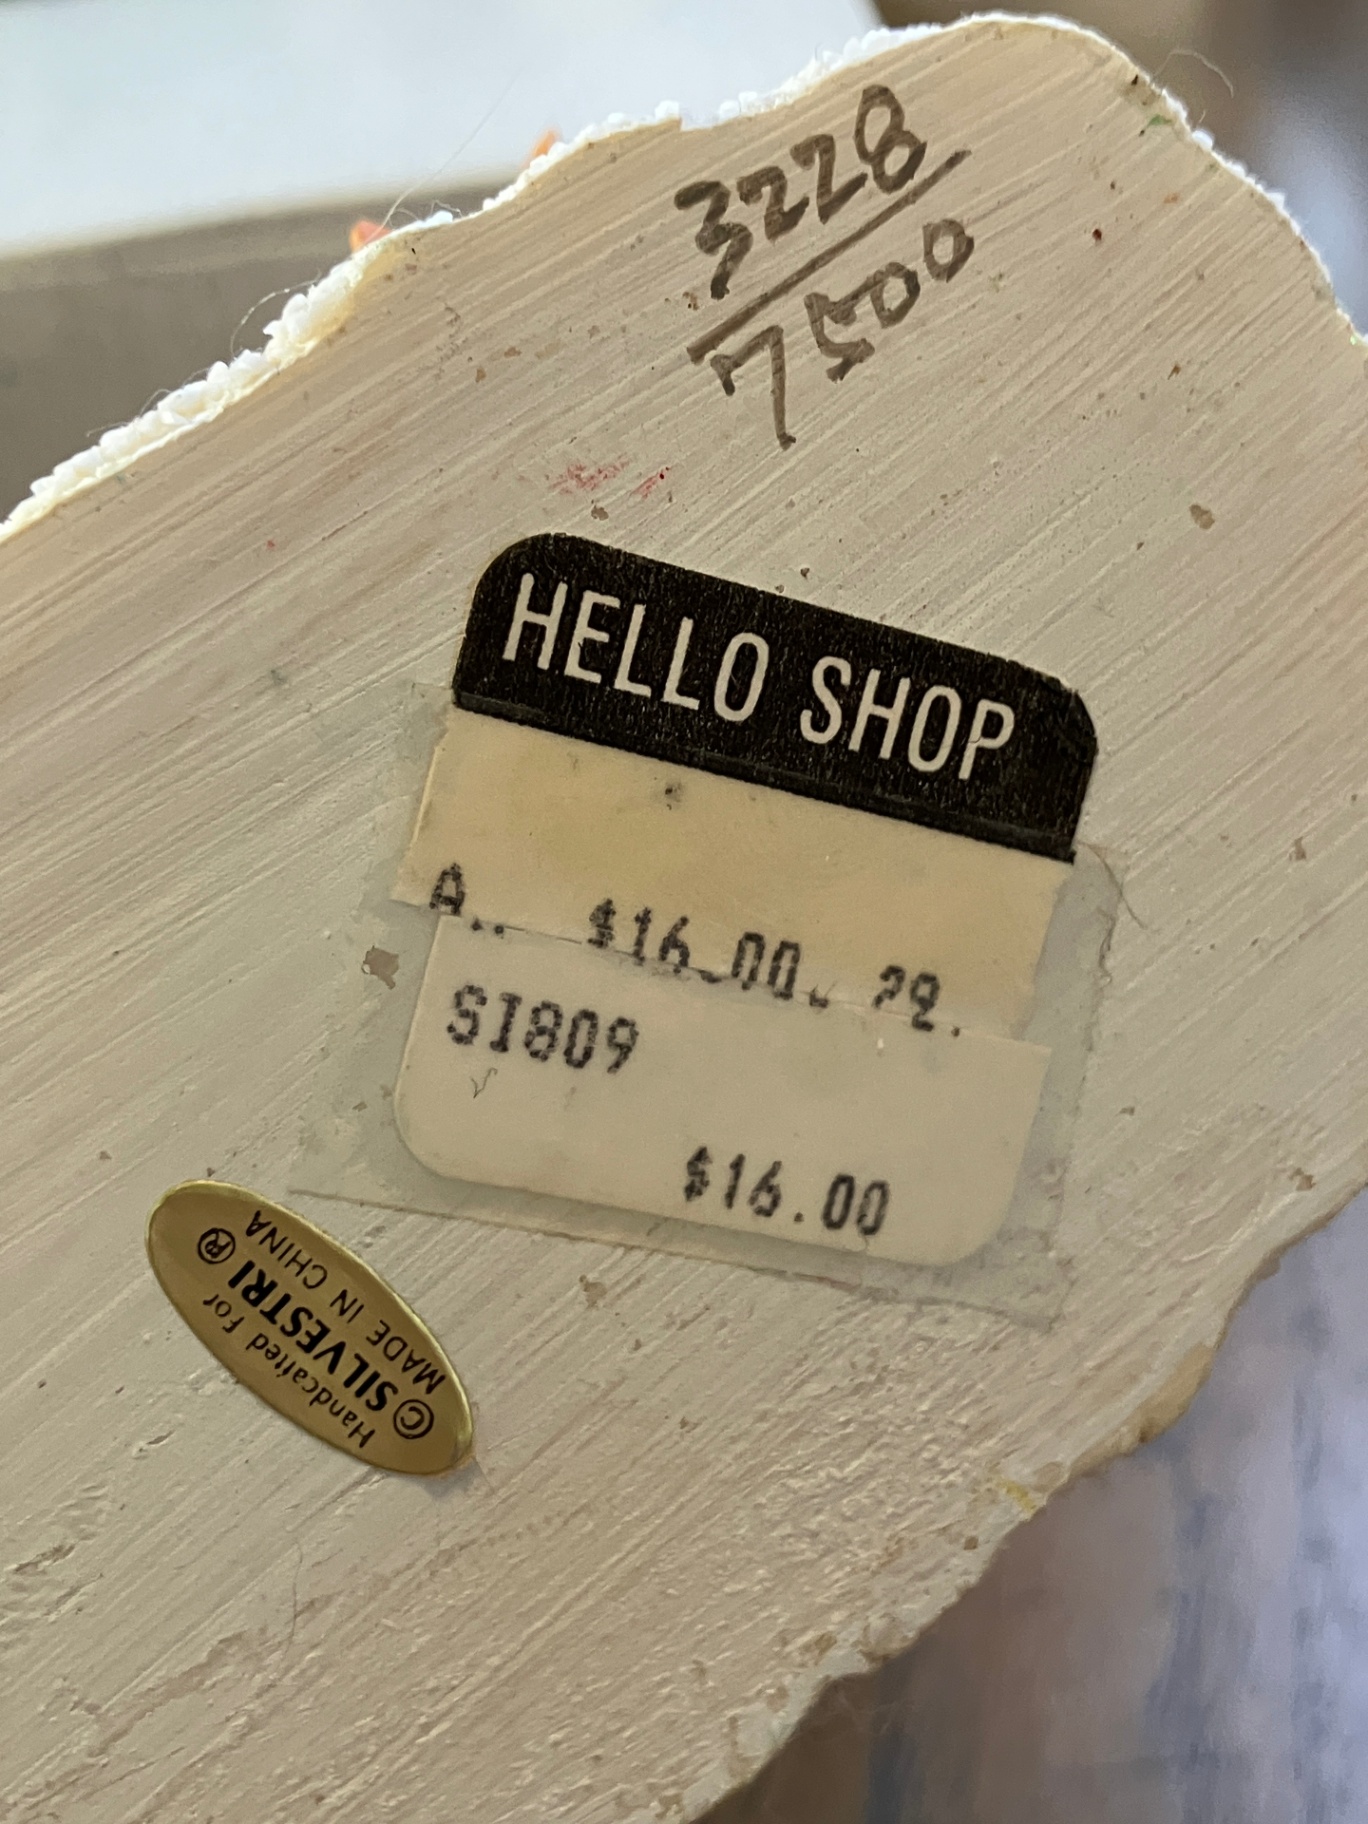 3228
7500
HELLO SHOP
A.. $16.00.
SI809
$16.00
Handcrafted For
© SILVESTRI ®
MADE IN CHINA